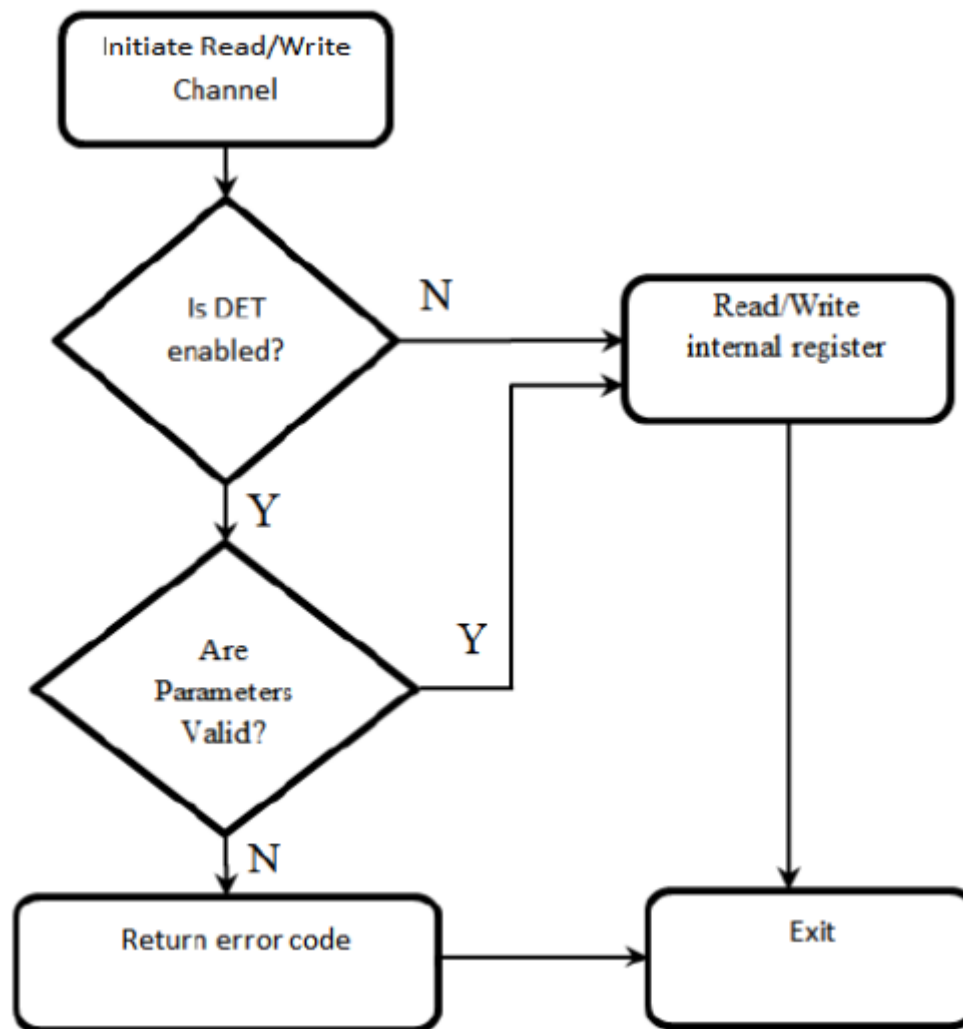 Initiate Read/Write
Channel
Is DET
enabled?
N
Read/Write
internal register
Y
Are
Parameters
Valid?
Y
N
Return error code
Exit